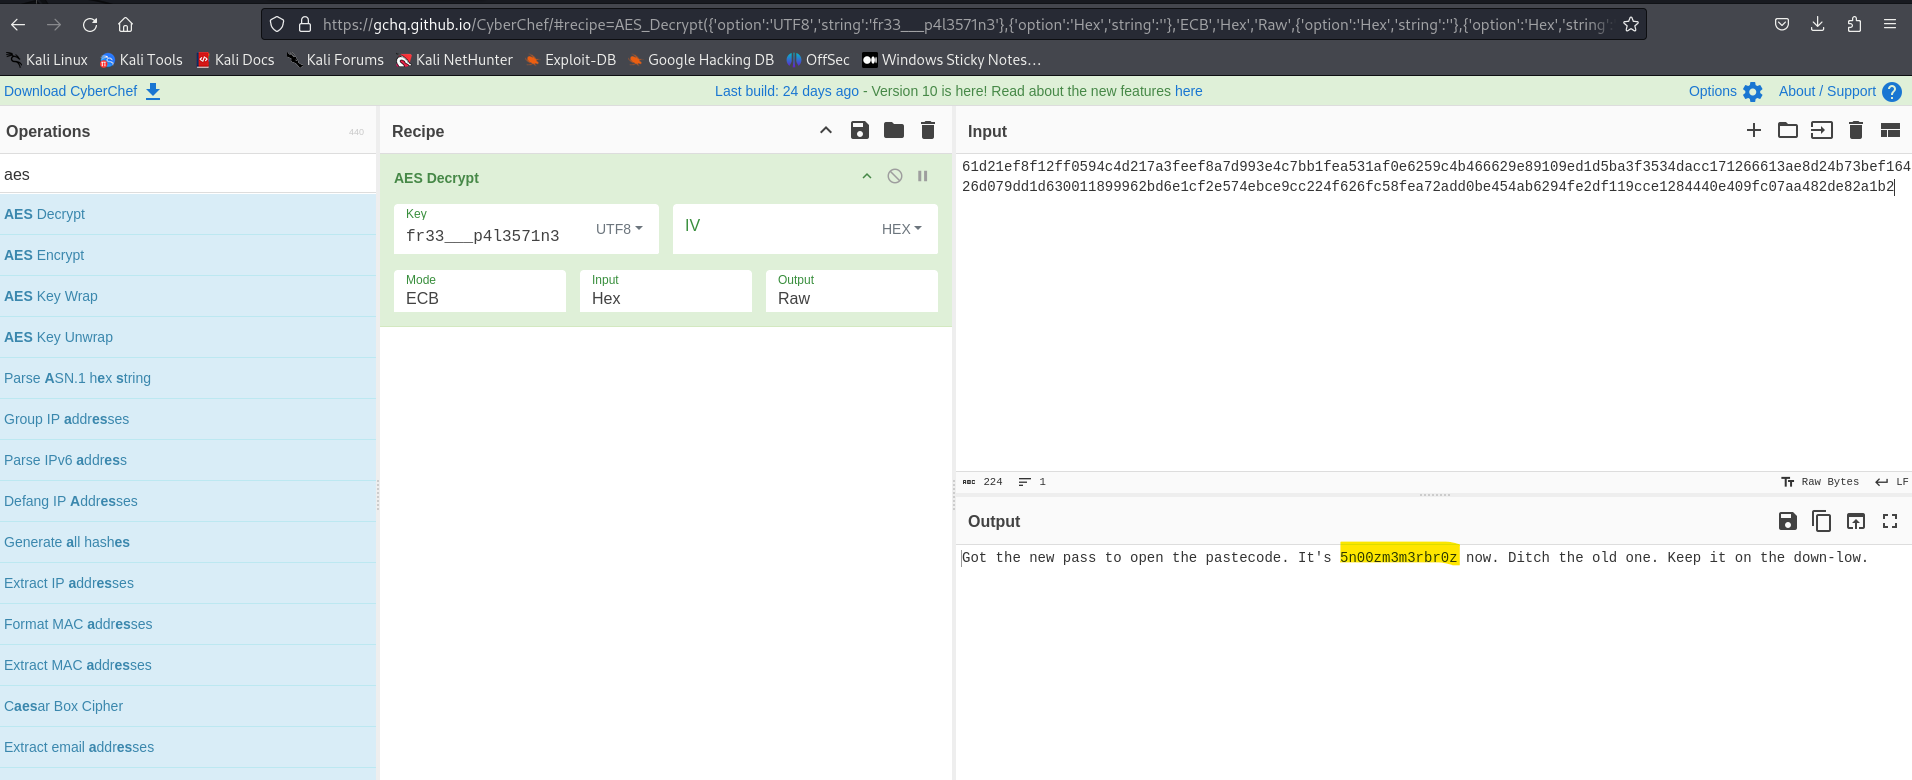 https://gchq.github.io/CyberChef/#recipe=AES_Decrypt({'option':'UTF8','string':'fr33___p4l3571n3'},{'option':'Hex','string':''},'ECB','Hex','Raw',{'option':'Hex','string':''},{'option':'Hex','string':
Kali Linux Kali Tools Kali Docs Kali Forums Kali NetHunter Exploit-DB Google Hacking DB OffSec Windows Sticky Notes…
Download CyberChef Last build: 24 days ago - Version 10 is here! Read about the new features here Options About / Support
Operations 440
aes
AES Decrypt
AES Encrypt
AES Key Wrap
AES Key Unwrap
Parse ASN.1 hex string
Group IP addresses
Parse IPv6 address
Defang IP Addresses
Generate all hashes
Extract IP addresses
Format MAC addresses
Extract MAC addresses
Caesar Box Cipher
Extract email addresses
Recipe
AES Decrypt
Key
fr33___p4l3571n3 UTF8
IV HEX
Mode
ECB
Input
Hex
Output
Raw
Input
61d21ef8f12ff0594c4d217a3feef8a7d993e4c7bb1fea531af0e6259c4b466629e89109ed1d5ba3f3534dacc171266613ae8d24b73bef164
26d079dd1d630011899962bd6e1cf2e574ebce9cc224f626fc58fea72add0be454ab6294fe2df119cce1284440e409fc07aa482de82a1b2
ABC 224 1 Raw Bytes LF
Output
Got the new pass to open the pastecode. It's 5n00zm3m3rbr0z now. Ditch the old one. Keep it on the down-low.